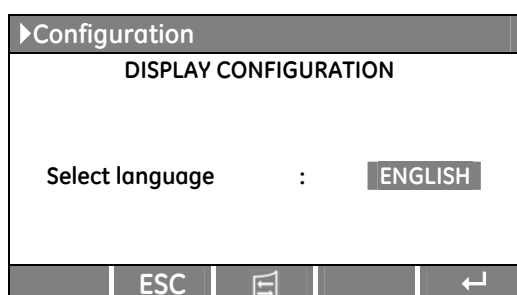 Configuration
DISPLAY CONFIGURATION
Select language : ENGLISH
ESC